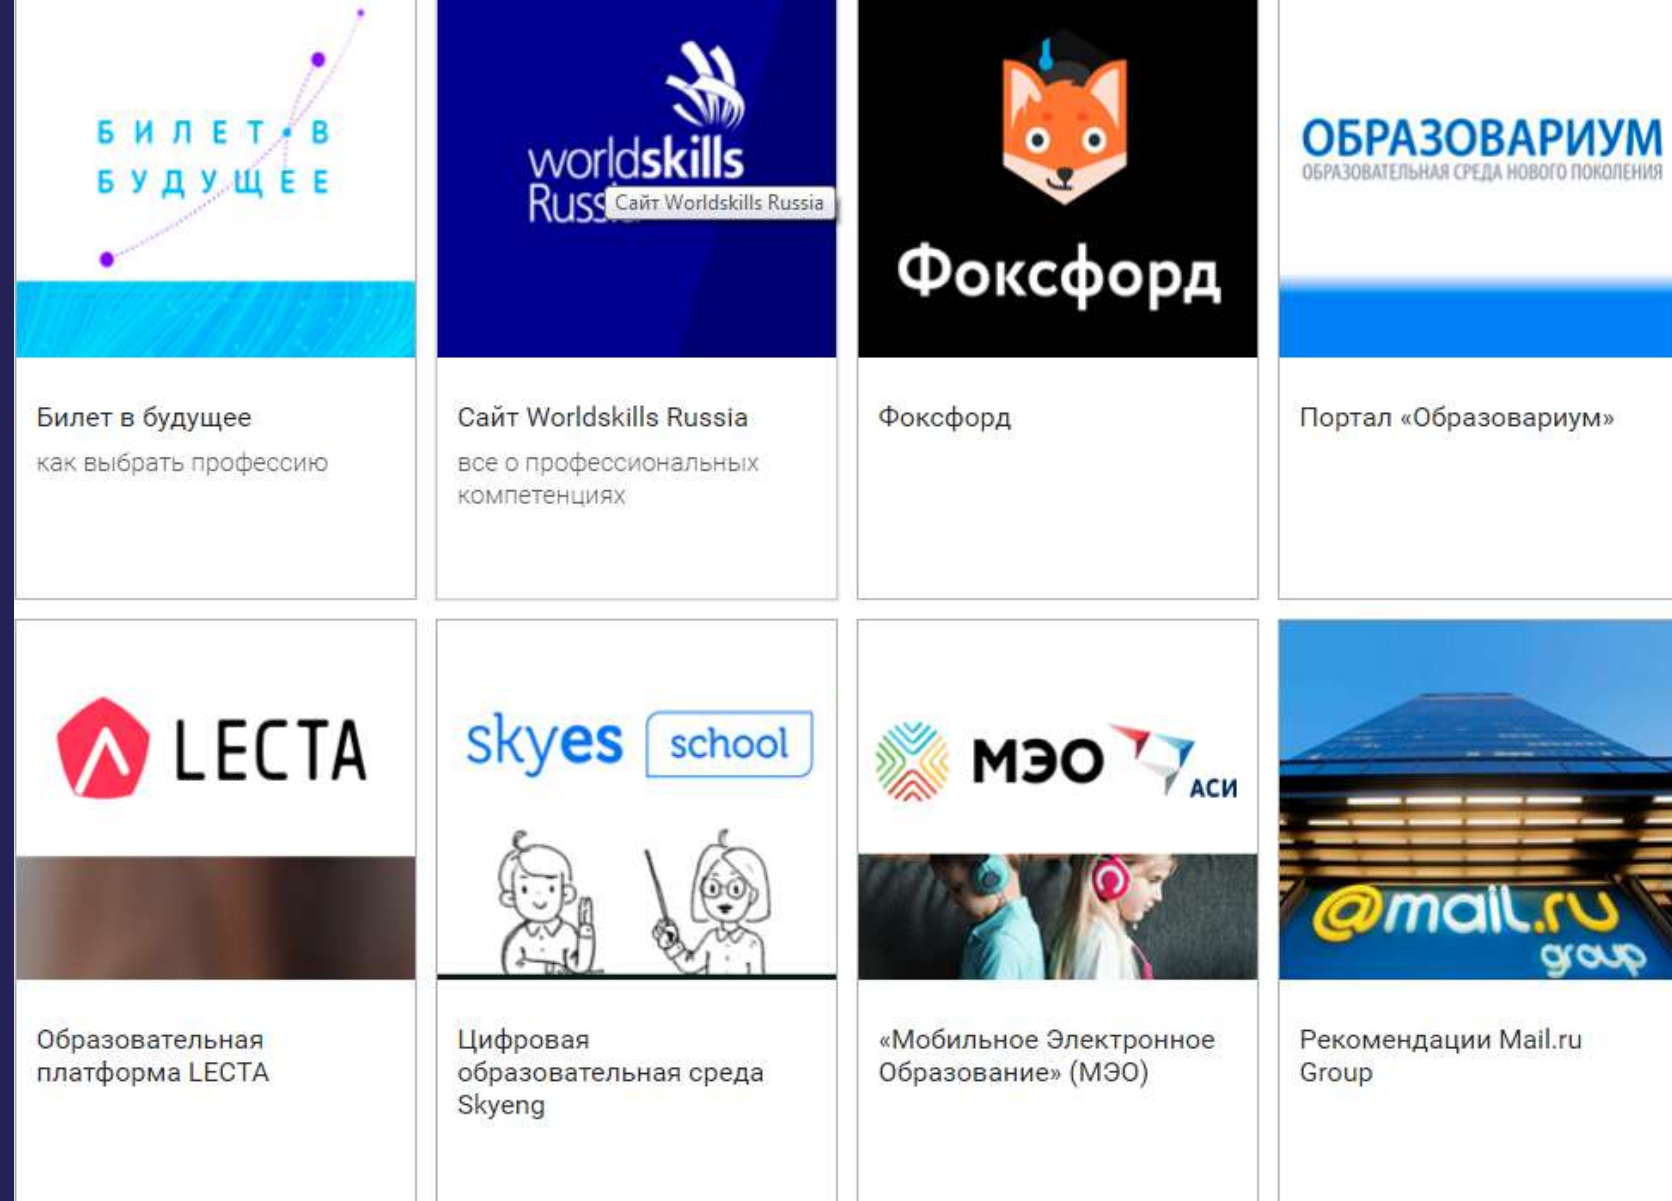 БИЛЕТ В
БУДУЩЕЕ
worldskills
Russia
Сайт Worldskills Russia
Фоксфорд
ОБРАЗОВАРИУМ
ОБРАЗОВАТЕЛЬНАЯ СРЕДА НОВОГО ПОКОЛЕНИЯ
Билет в будущее
как выбрать профессию
Сайт Worldskills Russia
все о профессиональных
компетенциях
Фоксфорд
Портал «Образовариум»
LECTA
skyes school
МЭО
АСИ
@mail.ru
group
Образовательная
платформа LECTA
Цифровая
образовательная среда
Skyeng
«Мобильное Электронное
Образование» (МЭО)
Рекомендации Mail.ru
Group